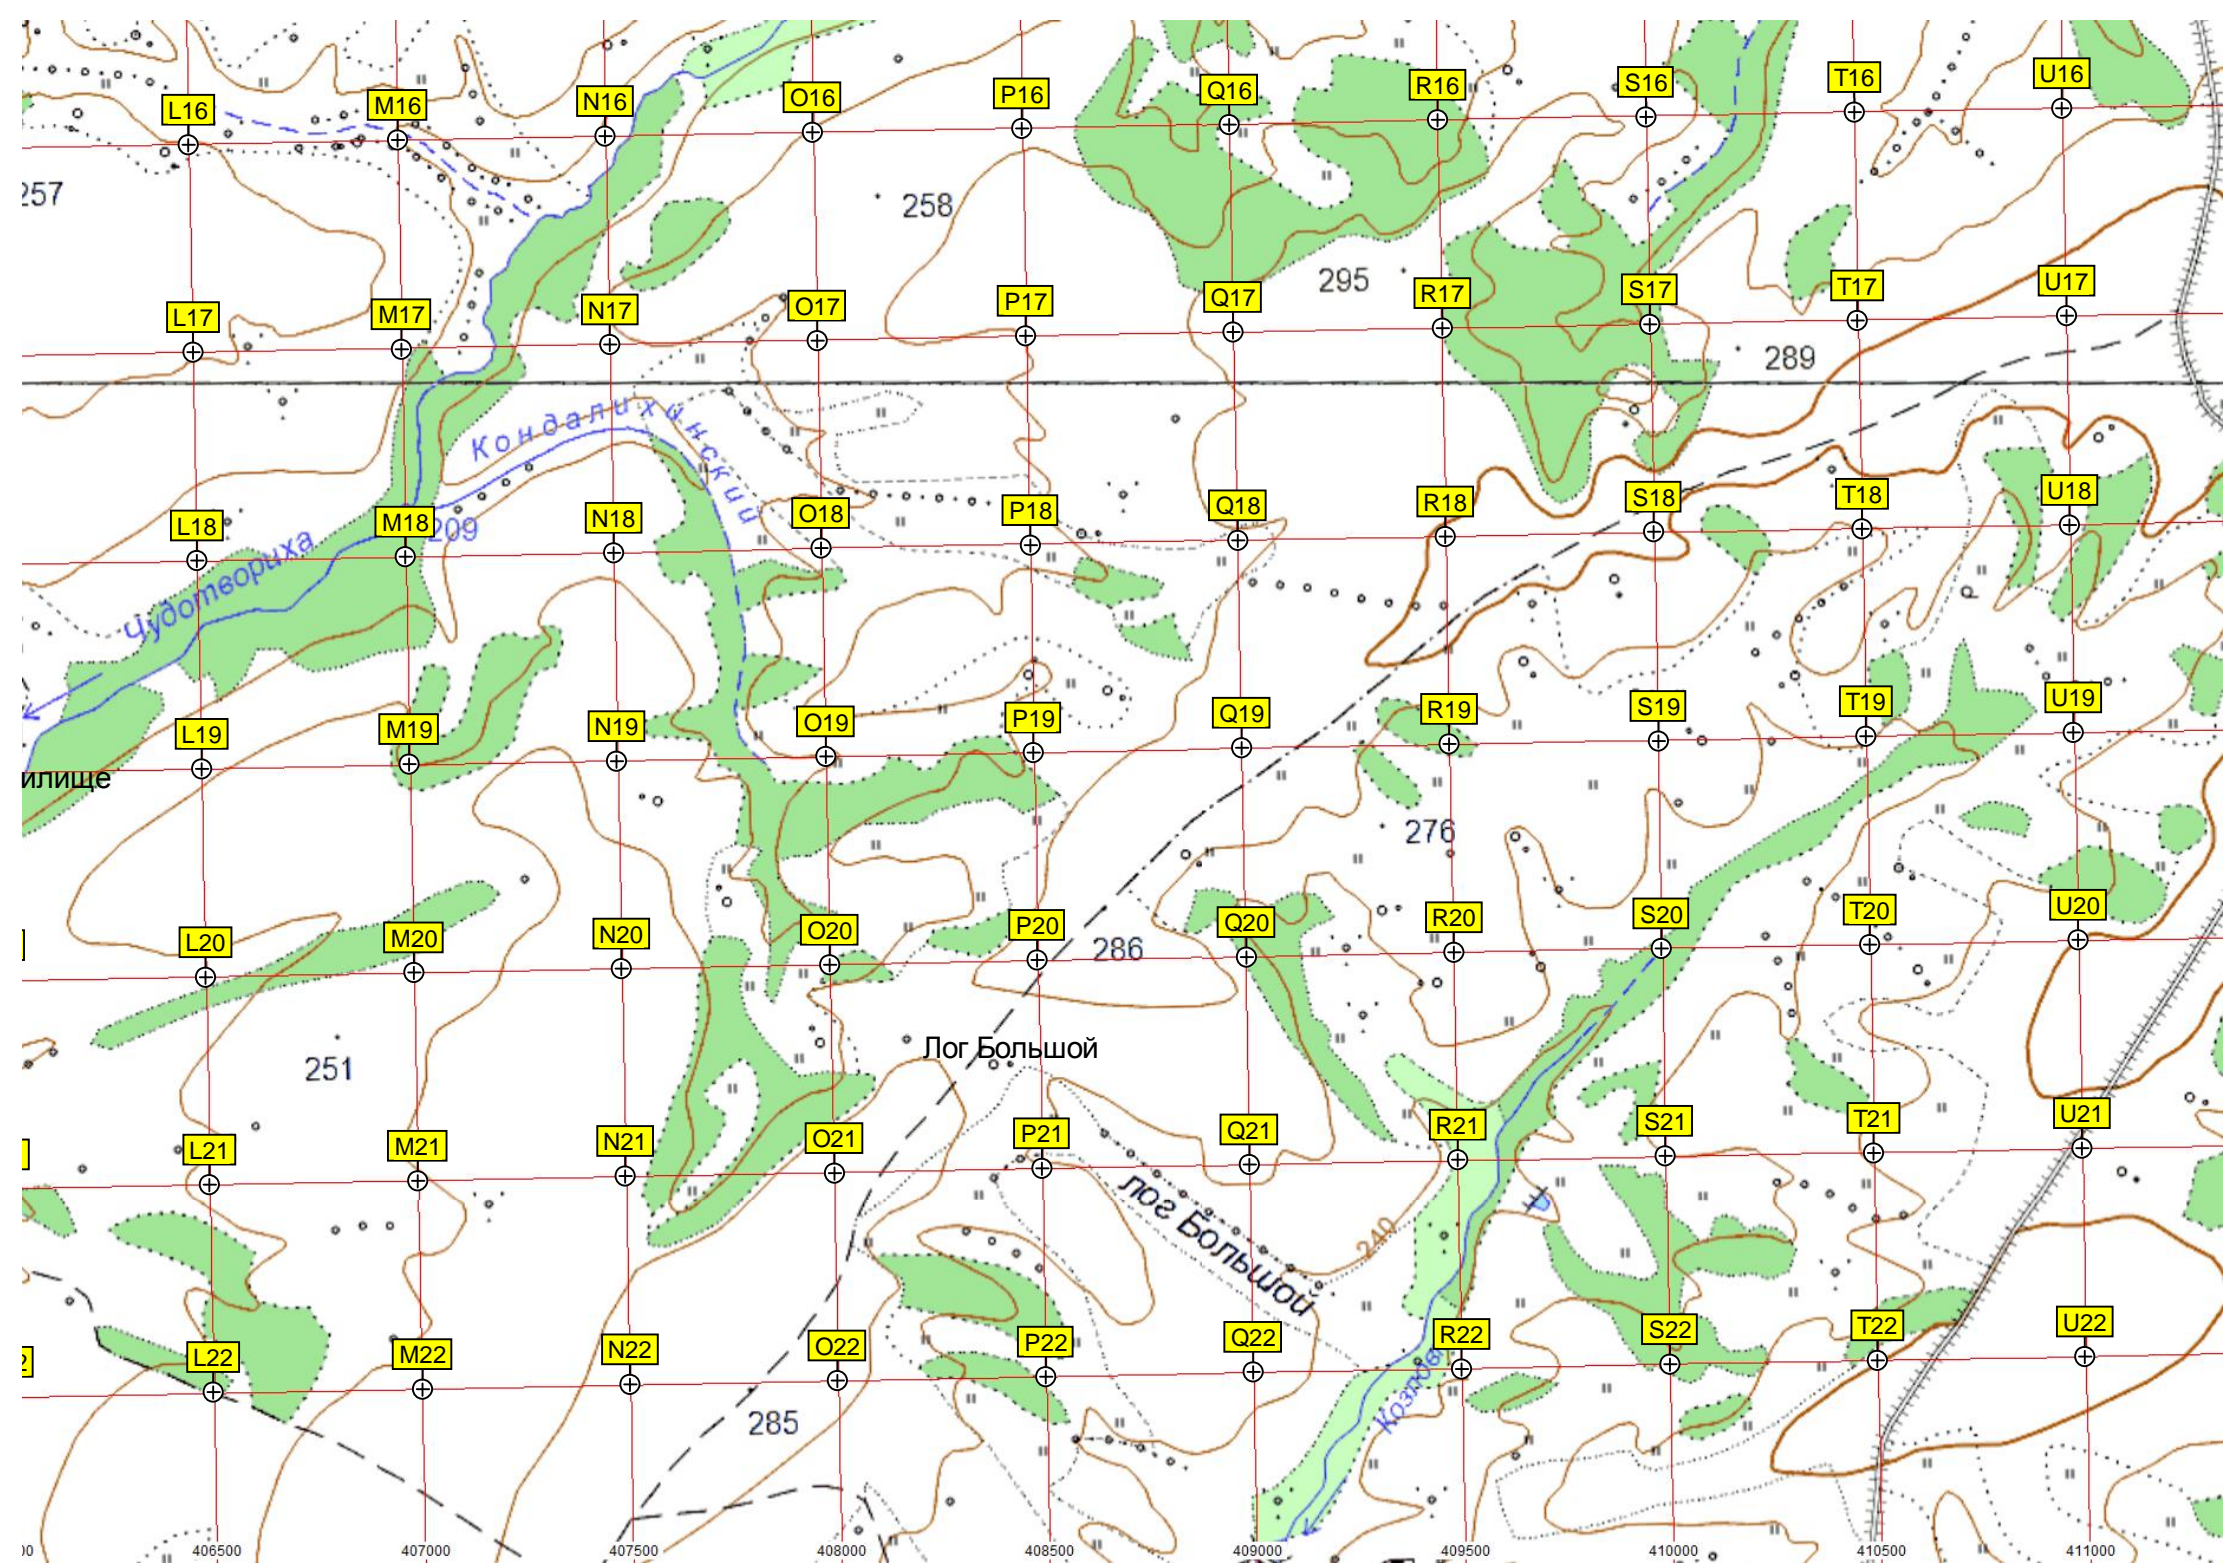 L16 M16 N16 O16 P16 Q16 R16 S16 T16 U16
257
258
295
L17 M17 N17 O17 P17 Q17 R17 S17 T17 U17
289
Кондалихинский
L18 M18 N18 O18 P18 Q18 R18 S18 T18 U18
209
Чудотвориха
L19 M19 N19 O19 P19 Q19 R19 S19 T19 U19
илище
276
L20 M20 N20 O20 P20 Q20 R20 S20 T20 U20
286
Лог Большой
251
L21 M21 N21 O21 P21 Q21 R21 S21 T21 U21
лог Большой
240
L22 M22 N22 O22 P22 Q22 R22 S22 T22 U22
285
406500 407000 407500 408000 408500 409000 409500 410000 410500 411000